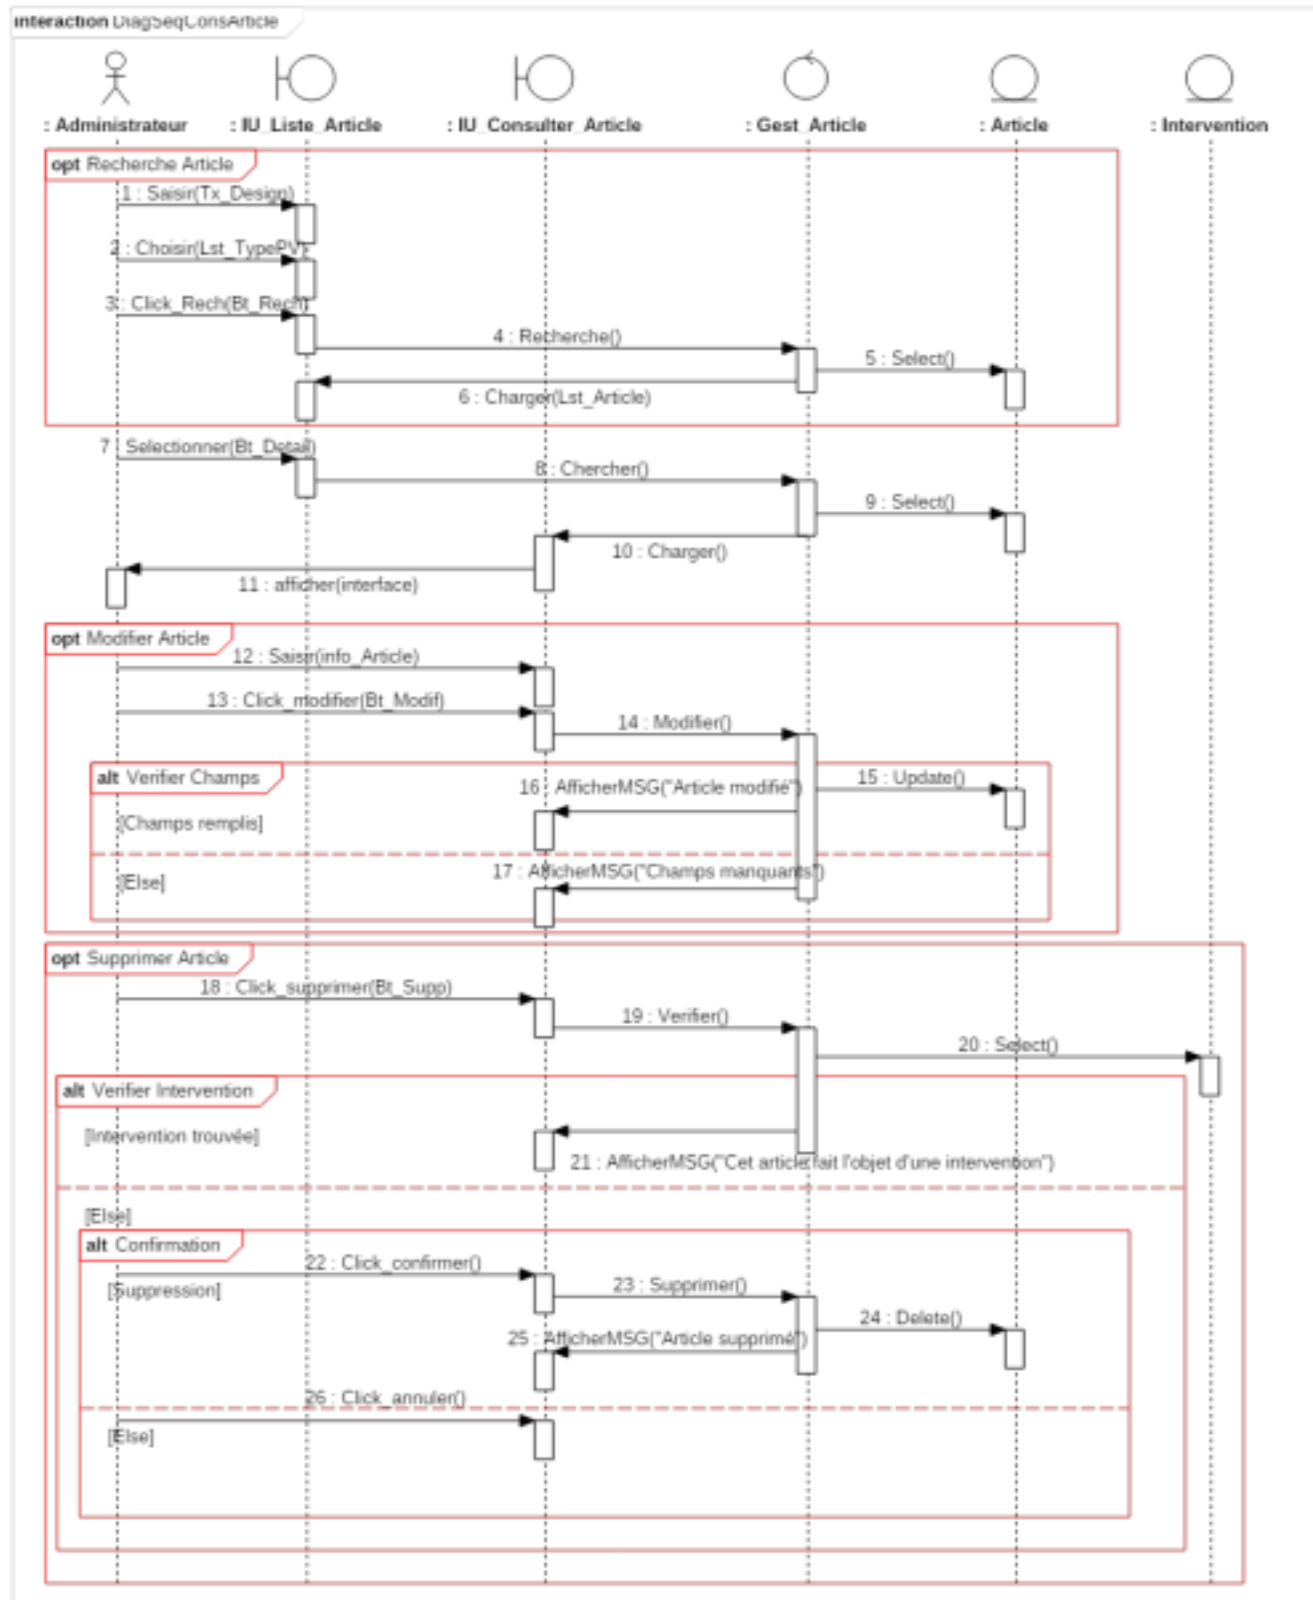 interaction DiagSeqConsArticle
: Administrateur : IU_Liste_Article : IU_Consulter_Article : Gest_Article : Article : Intervention
opt Recherche Article
1 : Saisir(Tx_Design)
2 : Choisir(Lst_TypePV)
3 : Click_Rech(Bt_Rech)
4 : Recherche()
5 : Select()
6 : Charger(Lst_Article)
7 : Selectionner(Bt_Detail)
8 : Chercher()
9 : Select()
10 : Charger()
11 : afficher(interface)
opt Modifier Article
12 : Saisir(info_Article)
13 : Click_modifier(Bt_Modif)
14 : Modifier()
alt Verifier Champs
15 : Update()
16 : AfficherMSG("Article modifié")
[Champs remplis]
17 : AfficherMSG("Champs manquants")
[Else]
opt Supprimer Article
18 : Click_supprimer(Bt_Supp)
19 : Verifier()
20 : Select()
alt Verifier Intervention
[Intervention trouvée]
21 : AfficherMSG("Cet article fait l'objet d'une intervention")
[Else]
alt Confirmation
22 : Click_confirmer()
[Suppression]
23 : Supprimer()
24 : Delete()
25 : AfficherMSG("Article supprimé")
26 : Click_annuler()
[Else]